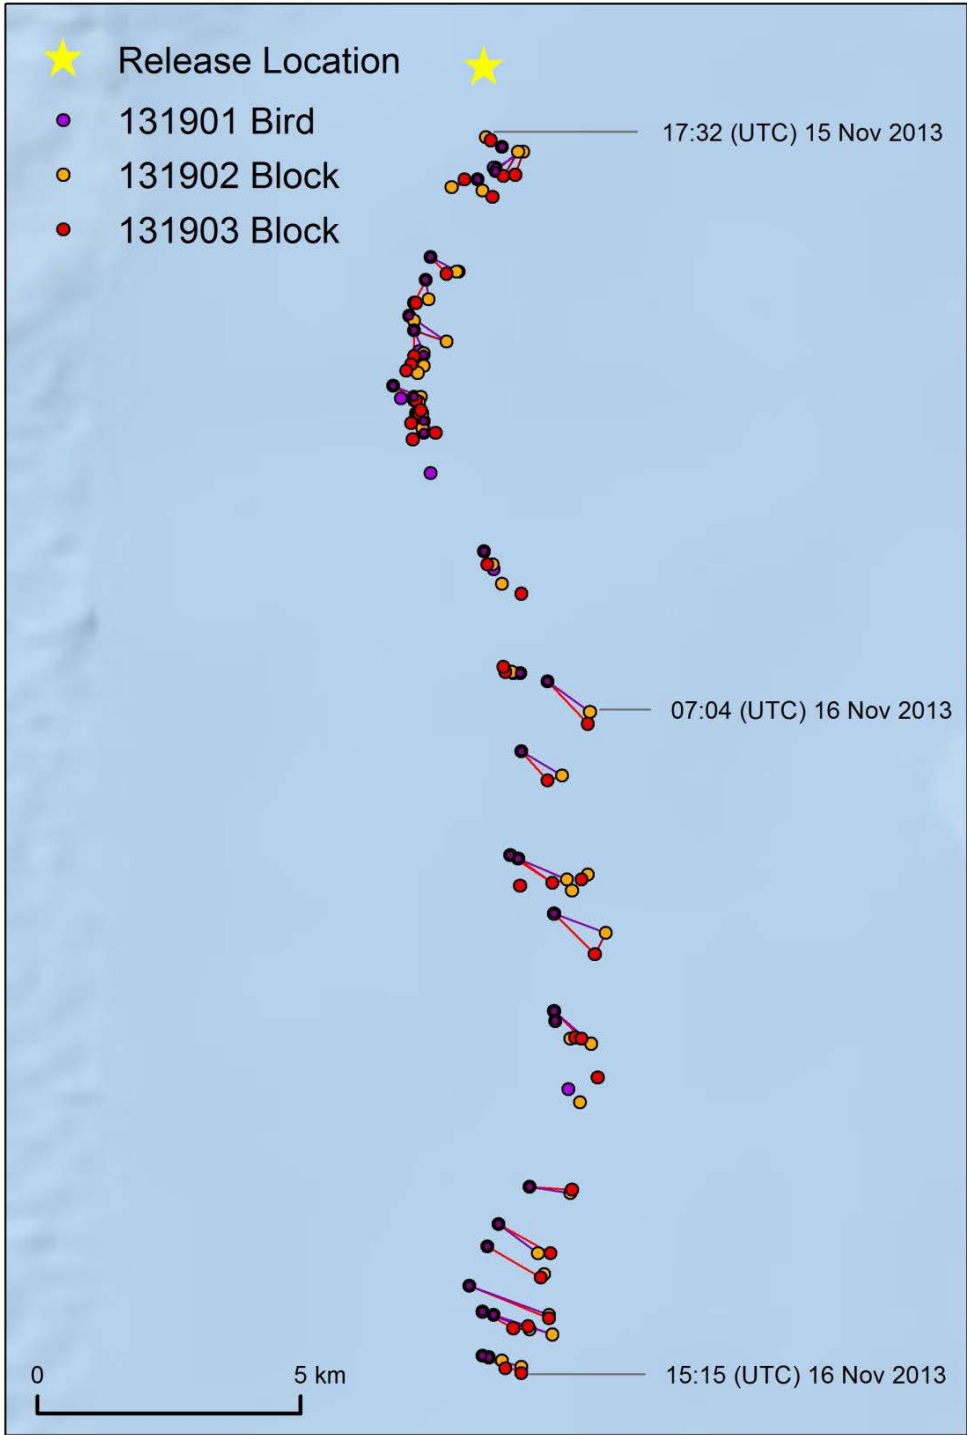 Release Location
131901 Bird
131902 Block
131903 Block
17:32 (UTC) 15 Nov 2013
07:04 (UTC) 16 Nov 2013
15:15 (UTC) 16 Nov 2013
0 5 km